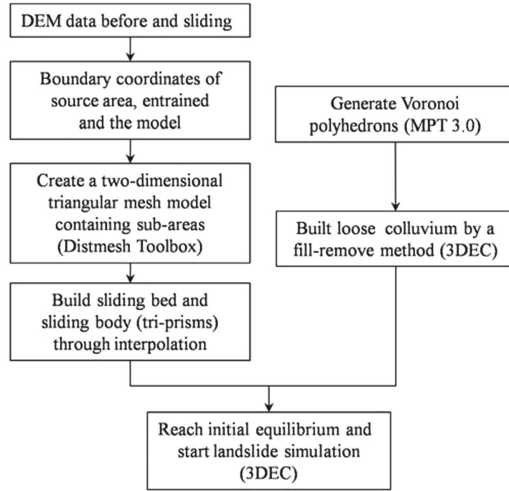 DEM data before and sliding
Boundary coordinates of
source area, entrained
and the model
Create a two-dimensional
triangular mesh model
containing sub-areas
(Distmesh Toolbox)
Build sliding bed and
sliding body (tri-prisms)
through interpolation
Generate Voronoi
polyhedrons (MPT 3.0)
Built loose colluvium by a
fill-remove method (3DEC)
Reach initial equilibrium and
start landslide simulation
(3DEC)